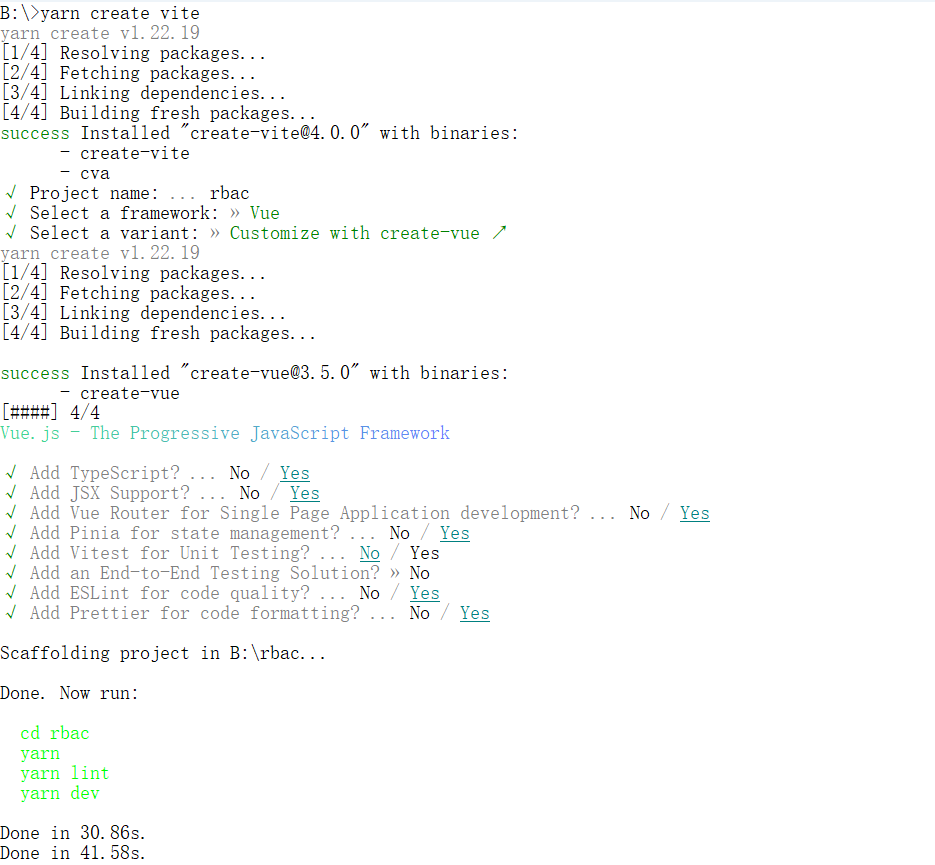 B:\>yarn create vite
yarn create v1.22.19
[1/4] Resolving packages...
[2/4] Fetching packages...
[3/4] Linking dependencies...
[4/4] Building fresh packages...
success Installed "create-vite@4.0.0" with binaries:
      - create-vite
      - cva
√ Project name: ... rbac
√ Select a framework: » Vue
√ Select a variant: » Customize with create-vue ↗
yarn create v1.22.19
[1/4] Resolving packages...
[2/4] Fetching packages...
[3/4] Linking dependencies...
[4/4] Building fresh packages...
success Installed "create-vue@3.5.0" with binaries:
      - create-vue
[####] 4/4
Vue.js - The Progressive JavaScript Framework
√ Add TypeScript? ... No / Yes
√ Add JSX Support? ... No / Yes
√ Add Vue Router for Single Page Application development? ... No / Yes
√ Add Pinia for state management? ... No / Yes
√ Add Vitest for Unit Testing? ... No / Yes
√ Add an End-to-End Testing Solution? » No
√ Add ESLint for code quality? ... No / Yes
√ Add Prettier for code formatting? ... No / Yes
Scaffolding project in B:\rbac...
Done. Now run:
  cd rbac
  yarn
  yarn lint
  yarn dev
Done in 30.86s.
Done in 41.58s.